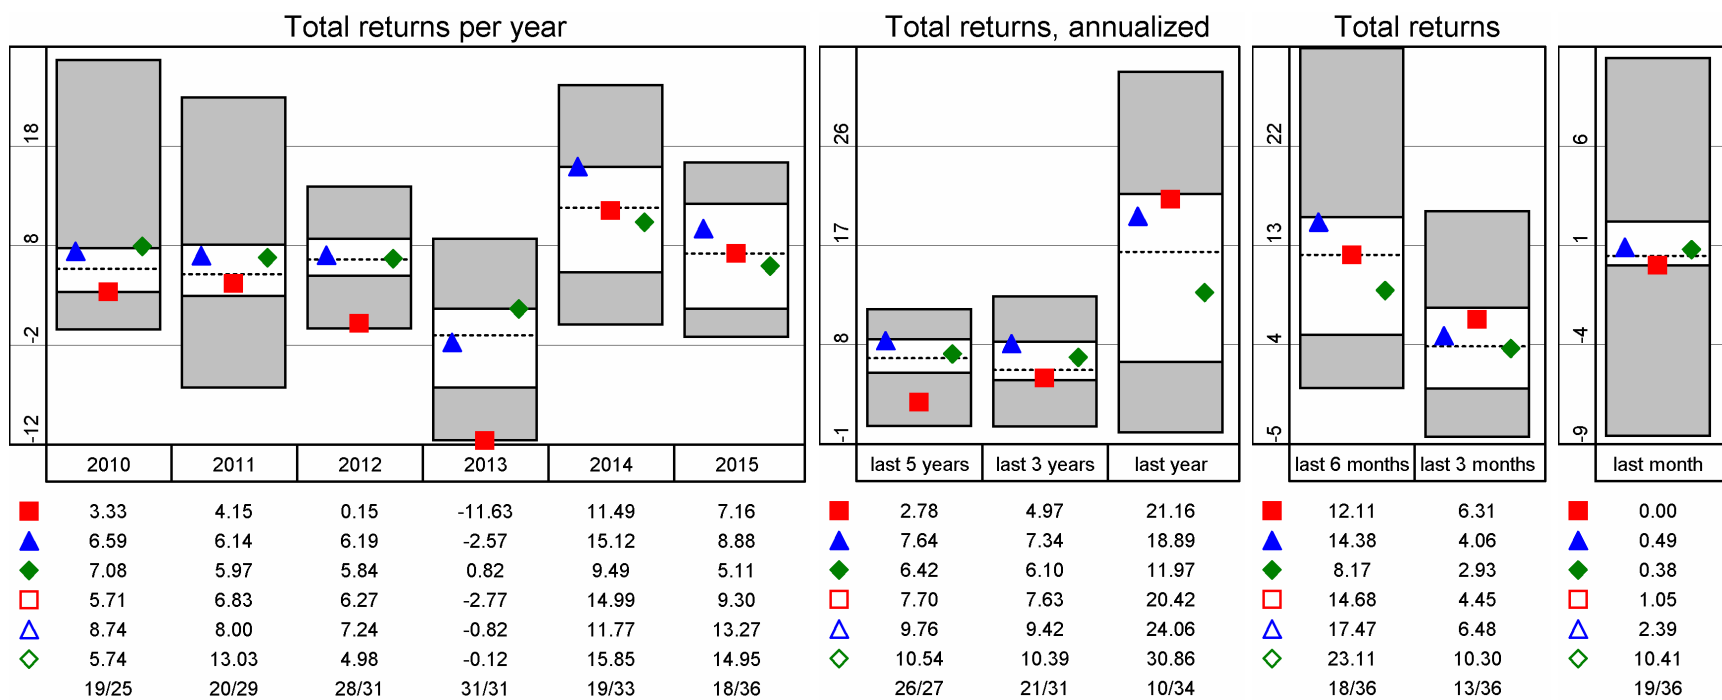 Total returns per year
Total returns, annualized
Total returns
18
8
-2
-12
26
17
8
-1
22
13
4
-5
6
1
-4
-9
2010 2011 2012 2013 2014 2015 last 5 years last 3 years last year last 6 months last 3 months last month
3.33 4.15 0.15 -11.63 11.49 7.16 2.78 4.97 21.16 12.11 6.31 0.00
6.59 6.14 6.19 -2.57 15.12 8.88 7.64 7.34 18.89 14.38 4.06 0.49
7.08 5.97 5.84 0.82 9.49 5.11 6.42 6.10 11.97 8.17 2.93 0.38
5.71 6.83 6.27 -2.77 14.99 9.30 7.70 7.63 20.42 14.68 4.45 1.05
8.74 8.00 7.24 -0.82 11.77 13.27 9.76 9.42 24.06 17.47 6.48 2.39
5.74 13.03 4.98 -0.12 15.85 14.95 10.54 10.39 30.86 23.11 10.30 10.41
19/25 20/29 28/31 31/31 19/33 18/36 26/27 21/31 10/34 18/36 13/36 19/36